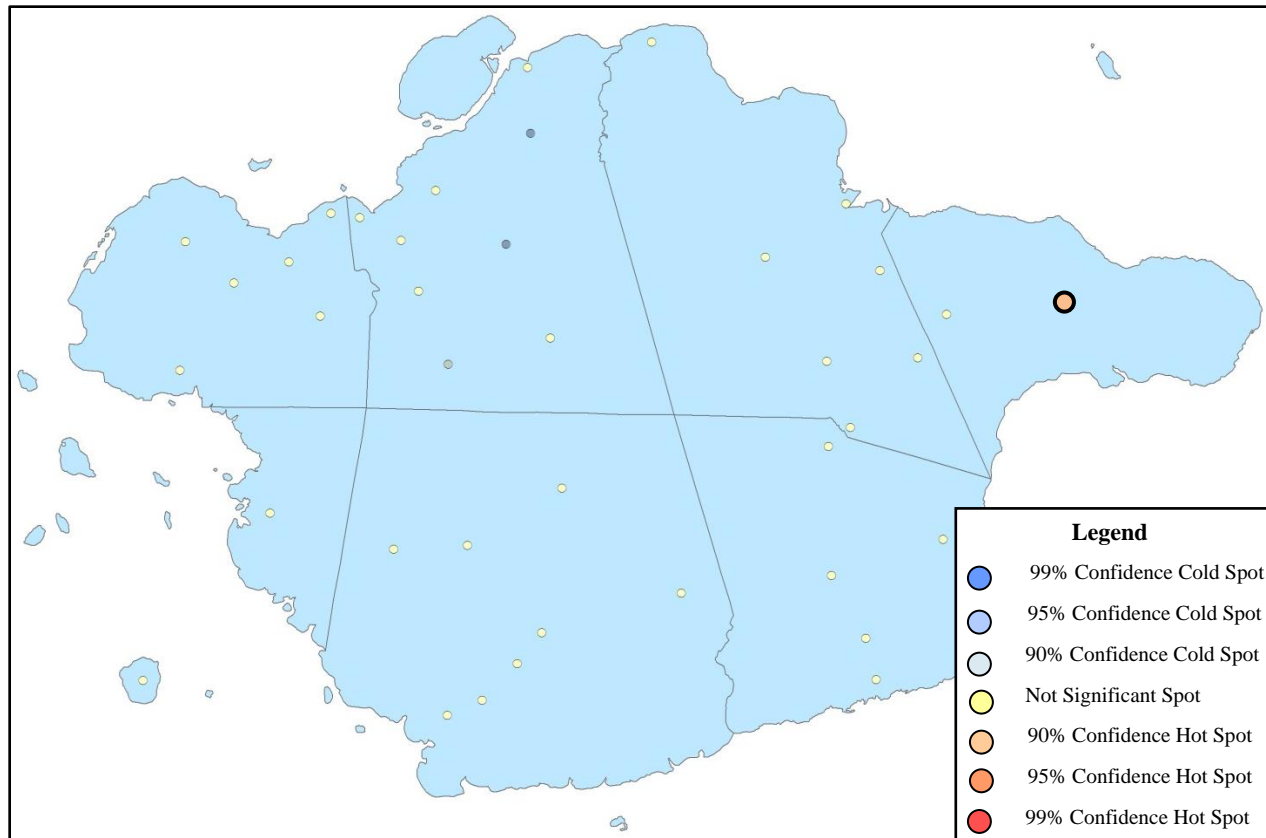 Legend
99% Confidence Cold Spot
95% Confidence Cold Spot
90% Confidence Cold Spot
Not Significant Spot
90% Confidence Hot Spot
95% Confidence Hot Spot
99% Confidence Hot Spot